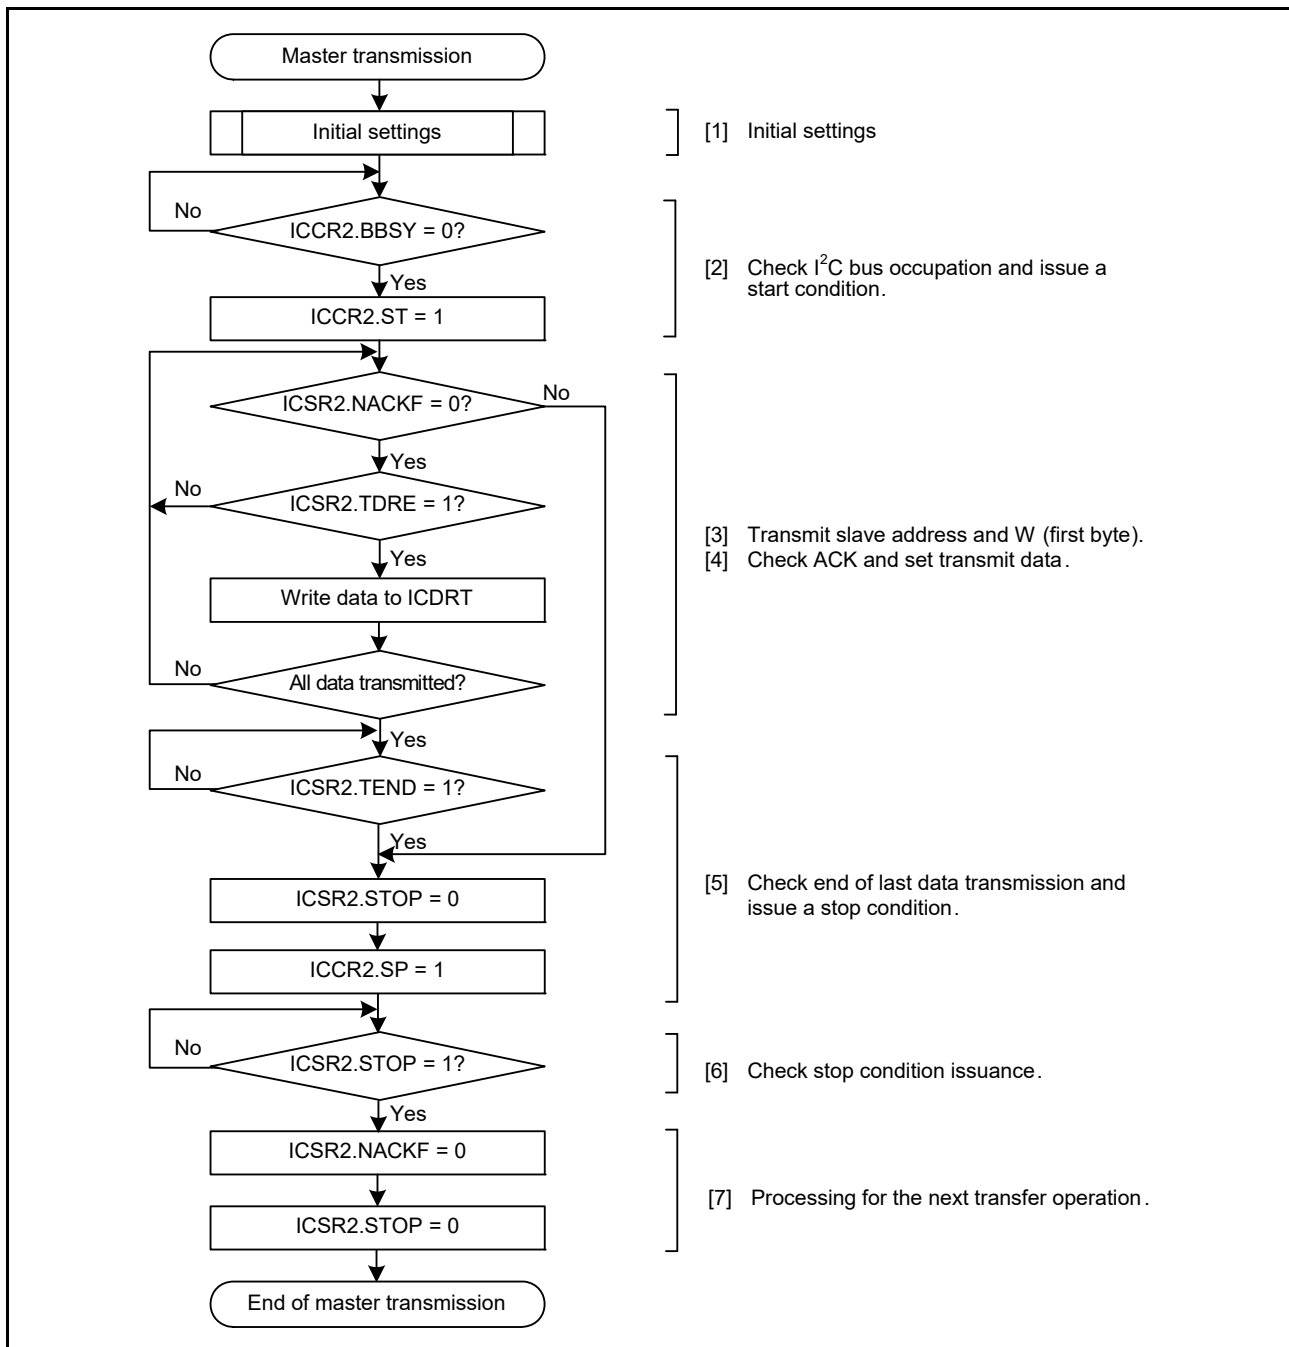 Master transmission
Initial settings
[1] Initial settings
No
ICCR2.BBSY = 0?
Yes
[2] Check I²C bus occupation and issue a
start condition.
ICCR2.ST = 1
ICSR2.NACKF = 0?
No
Yes
No
ICSR2.TDRE = 1?
Yes
[3] Transmit slave address and W (first byte).
[4] Check ACK and set transmit data.
Write data to ICDRT
No
All data transmitted?
Yes
No
ICSR2.TEND = 1?
Yes
ICSR2.STOP = 0
[5] Check end of last data transmission and
issue a stop condition.
ICCR2.SP = 1
No
ICSR2.STOP = 1?
[6] Check stop condition issuance.
Yes
ICSR2.NACKF = 0
[7] Processing for the next transfer operation.
ICSR2.STOP = 0
End of master transmission